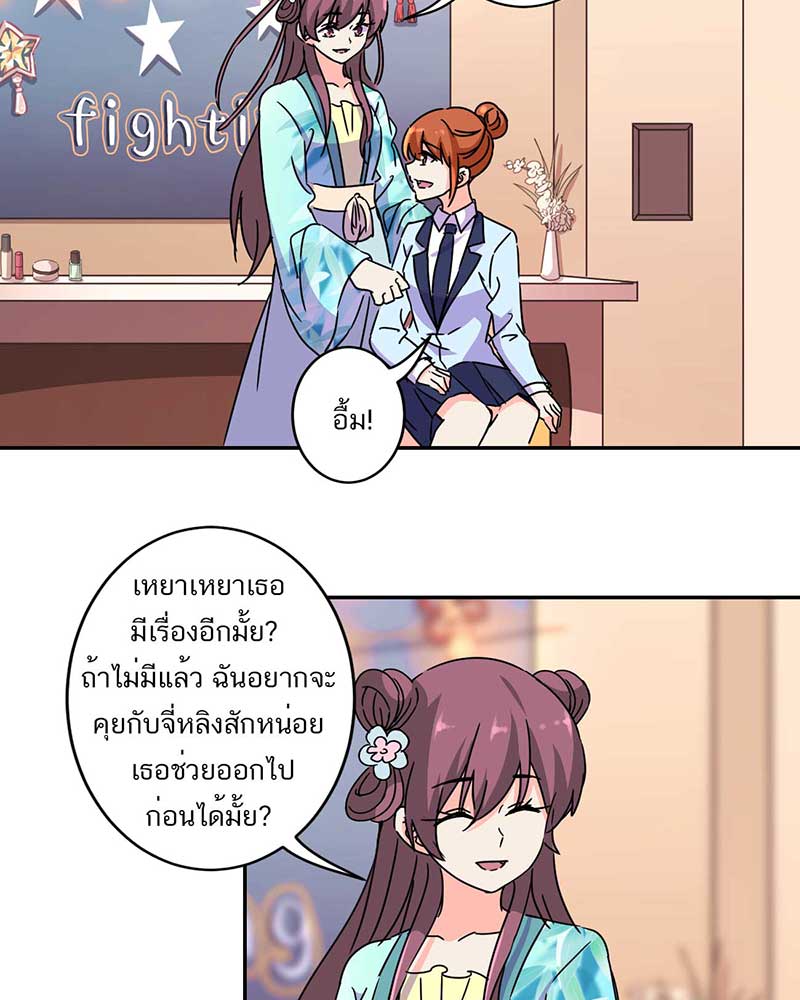 fighti
อื้ม!
เหยาเหยาเธอ
มีเรื่องอีกมั้ย?
ถ้าไม่มีแล้ว ฉันอยากจะ
คุยกับจี่หลิงสักหน่อย
เธอช่วยออกไป
ก่อนได้มั้ย?